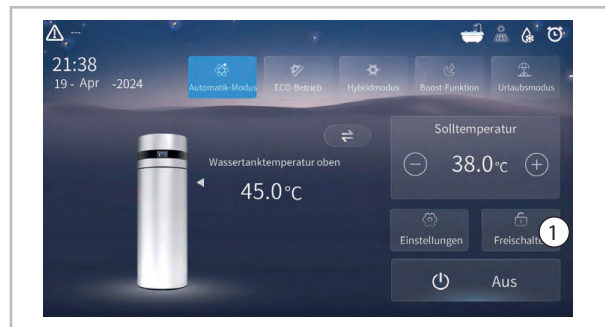 ---
21:38
19 - Apr -2024
Automatik-Modus
ECO-Betrieb
Hybridmodus
Boost-Funktion
Urlaubsmodus
Wassertanktemperatur oben
45.0°C
Solltemperatur
38.0°C
Einstellungen
1
Aus